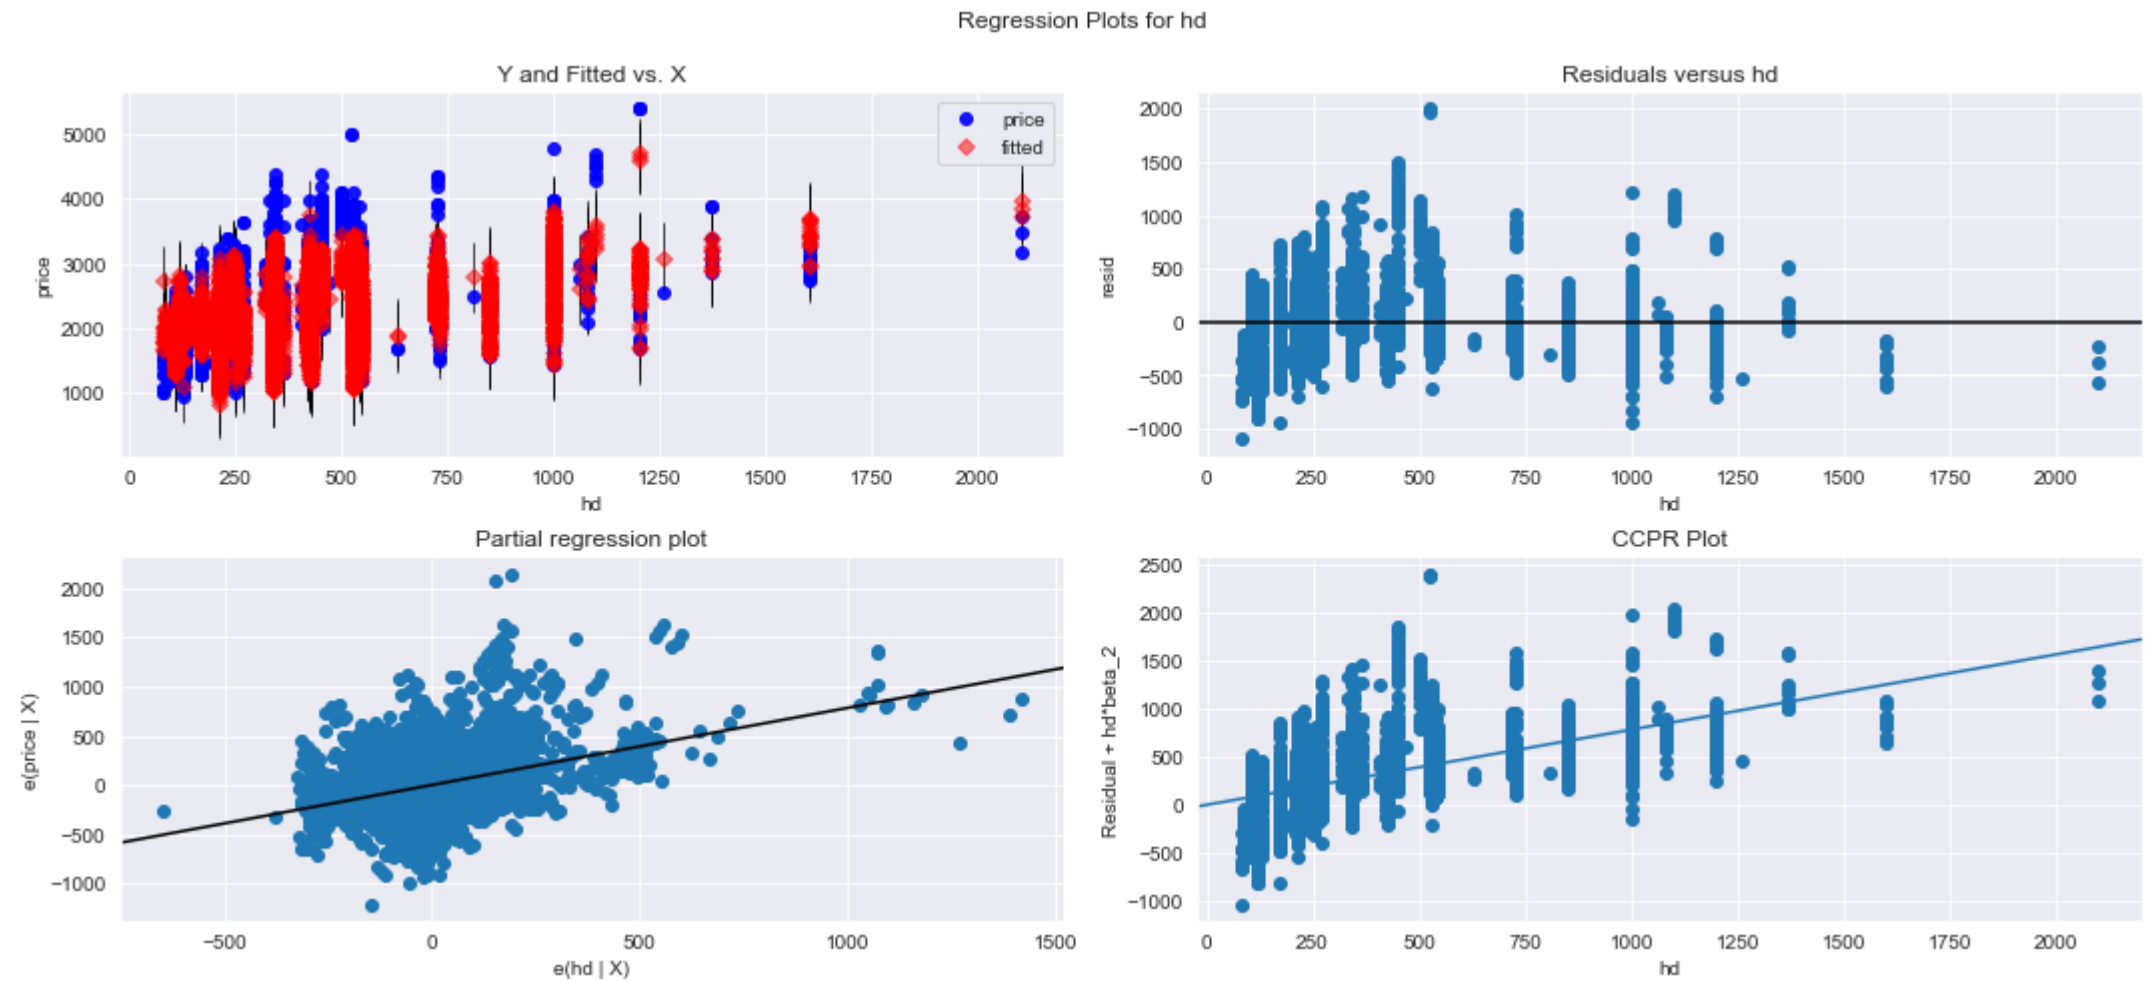 Regression Plots for hd
Y and Fitted vs. X
price
fitted
5000
4000
3000
2000
1000
price
0 250 500 750 1000 1250 1500 1750 2000
hd
Residuals versus hd
2000
1500
1000
500
0
−500
−1000
resid
0 250 500 750 1000 1250 1500 1750 2000
hd
Partial regression plot
2000
1500
1000
500
0
−500
−1000
e(price | X)
−500 0 500 1000 1500
e(hd | X)
CCPR Plot
2500
2000
1500
1000
500
0
−500
−1000
Residual + hd*beta_2
0 250 500 750 1000 1250 1500 1750 2000
hd